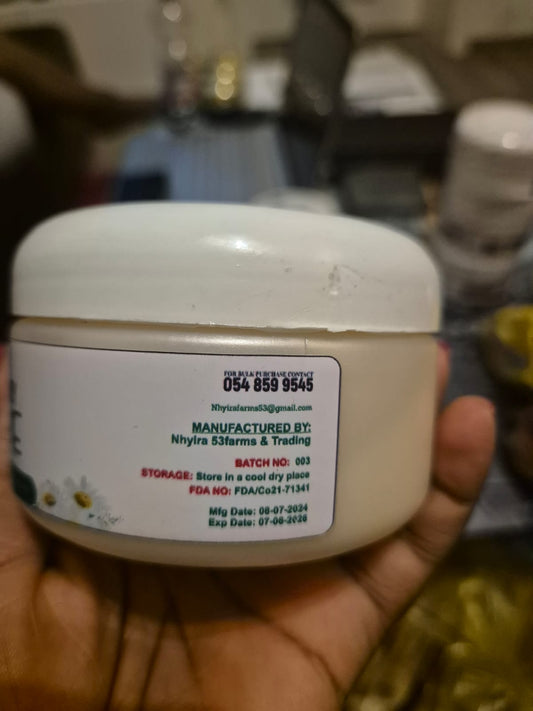 FOR BULK PURCHASE CONTACT
054 859 9545
Nhyirafarms53@gmail.com
MANUFACTURED BY:
Nhyira 53farms & Trading
BATCH NO: 003
STORAGE: Store in a cool dry place
FDA NO: FDA/Co21-71341
Mfg Date: 08-07-2024
Exp Date: 07-06-2026